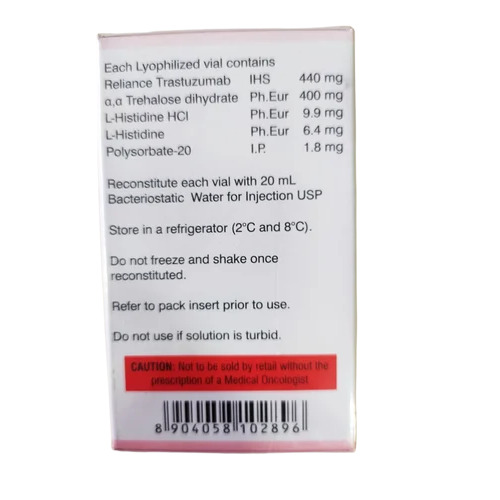 Each Lyophilized vial contains
Reliance Trastuzumab IHS 440 mg
α,α Trehalose dihydrate Ph.Eur 400 mg
L-Histidine HCl Ph.Eur 9.9 mg
L-Histidine Ph.Eur 6.4 mg
Polysorbate-20 I.P. 1.8 mg
Reconstitute each vial with 20 mL
Bacteriostatic Water for Injection USP
Store in a refrigerator (2°C and 8°C).
Do not freeze and shake once
reconstituted.
Refer to pack insert prior to use.
Do not use if solution is turbid.
CAUTION: Not to be sold by retail without the
prescription of a Medical Oncologist
8 904058 102896